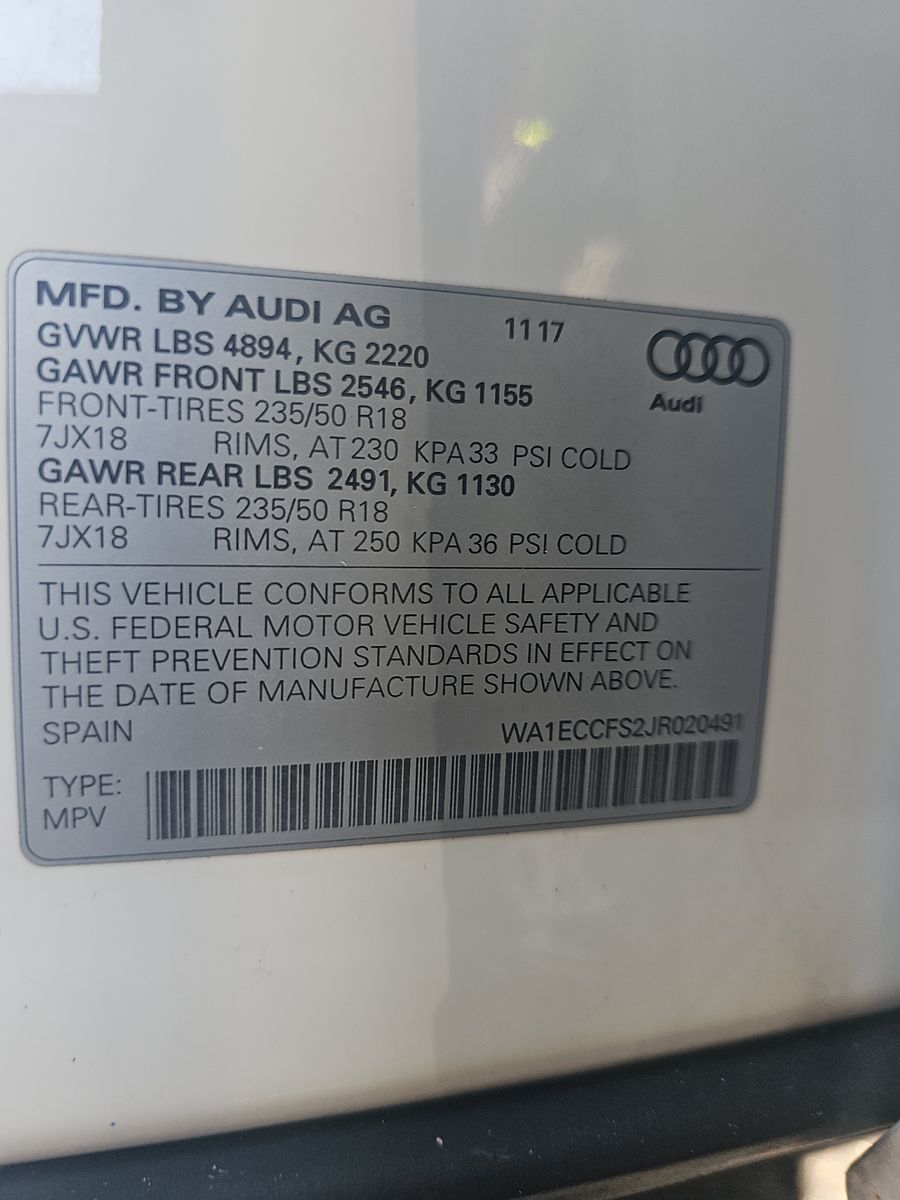 MFD. BY AUDI AG 11 17
GVWR LBS 4894, KG 2220
GAWR FRONT LBS 2546, KG 1155
Audi
FRONT-TIRES 235/50 R18
7JX18 RIMS, AT 230 KPA 33 PSI COLD
GAWR REAR LBS 2491, KG 1130
REAR-TIRES 235/50 R18
7JX18 RIMS, AT 250 KPA 36 PSI COLD
THIS VEHICLE CONFORMS TO ALL APPLICABLE
U.S. FEDERAL MOTOR VEHICLE SAFETY AND
THEFT PREVENTION STANDARDS IN EFFECT ON
THE DATE OF MANUFACTURE SHOWN ABOVE.
SPAIN WA1ECCFS2JR020491
TYPE:
MPV